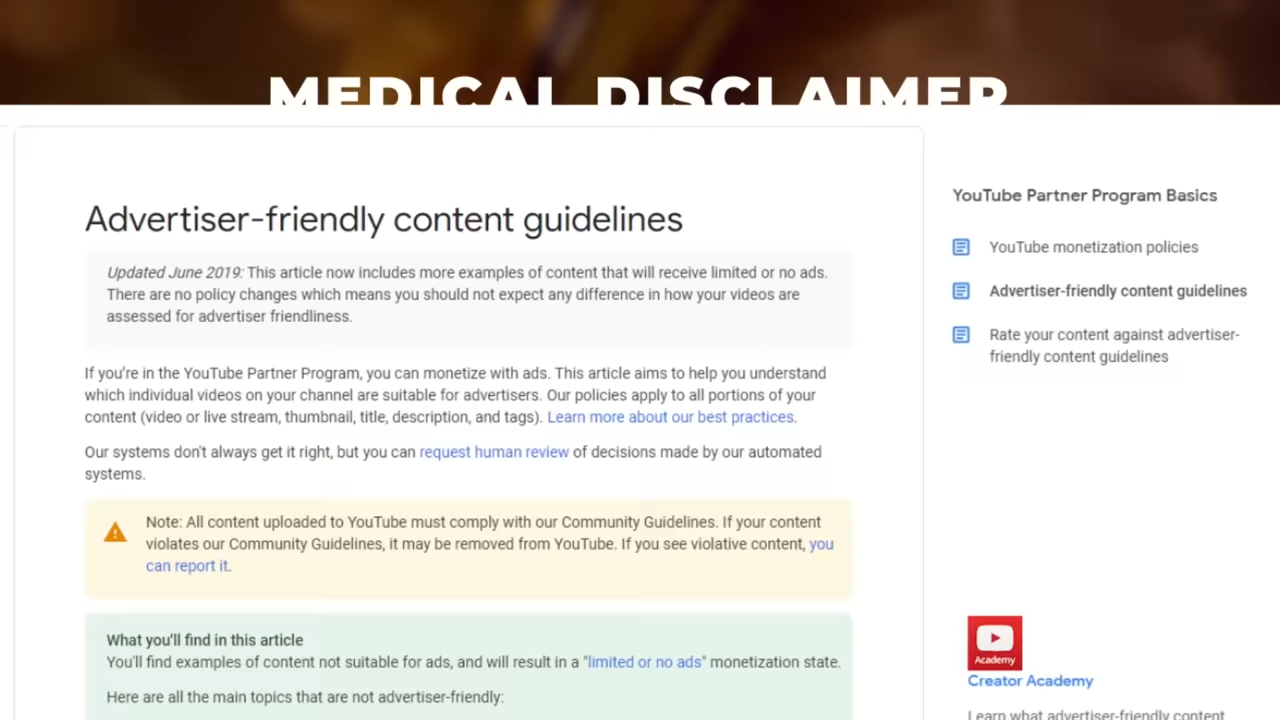 MEDICAL DISCLAIMER
Advertiser-friendly content guidelines
Updated June 2019: This article now includes more examples of content that will receive limited or no ads.
There are no policy changes which means you should not expect any difference in how your videos are
assessed for advertiser friendliness.
If you're in the YouTube Partner Program, you can monetize with ads. This article aims to help you understand
which individual videos on your channel are suitable for advertisers. Our policies apply to all portions of your
content (video or live stream, thumbnail, title, description, and tags). Learn more about our best practices.
Our systems don't always get it right, but you can request human review of decisions made by our automated
systems.
Note: All content uploaded to YouTube must comply with our Community Guidelines. If your content
violates our Community Guidelines, it may be removed from YouTube. If you see violative content, you
can report it.
What you'll find in this article
You'll find examples of content not suitable for ads, and will result in a "limited or no ads" monetization state.
Here are all the main topics that are not advertiser-friendly:
YouTube Partner Program Basics
YouTube monetization policies
Advertiser-friendly content guidelines
Rate your content against advertiser-
friendly content guidelines
Academy
Creator Academy
Learn what advertiser-friendly content